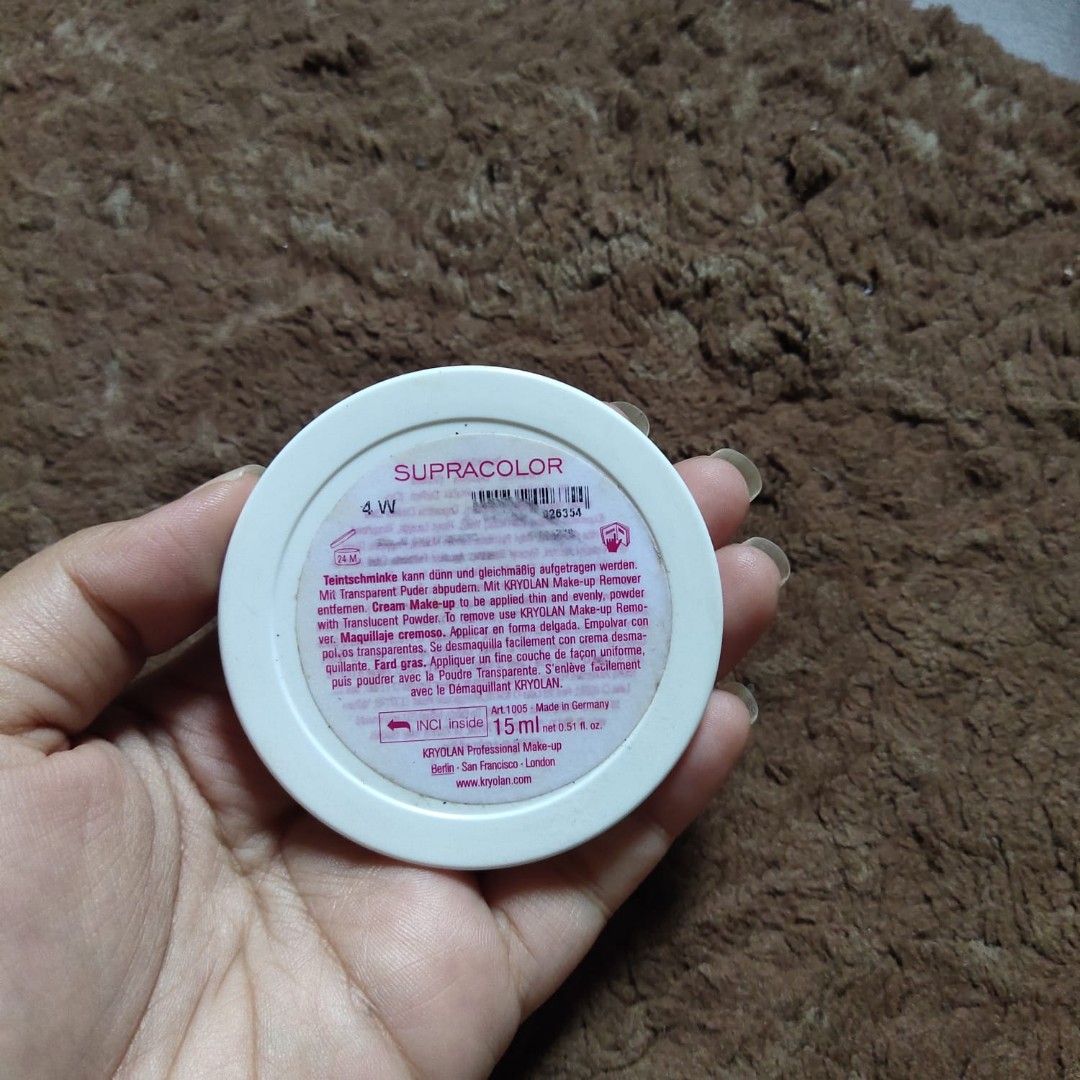 SUPRACOLOR
4 W
26354
24 M
Teintschminke kann dünn und gleichmäßig aufgetragen werden.
Mit Transparent Puder abpudern. Mit KRYOLAN Make-up Remover
entfernen. Cream Make-up to be applied thin and evenly, powder
with Translucent Powder. To remove use KRYOLAN Make-up Remo-
ver. Maquillaje cremoso. Applicar en forma delgada. Empolvar con
polvos transparentes. Se desmaquilla facilement con crema desma-
quillante. Fard gras. Appliquer un fine couche de façon uniforme,
puis poudrer avec la Poudre Transparente. S'enlève facilement
avec le Démaquillant KRYOLAN.
Art.1005 · Made in Germany
INCI inside 15 ml net 0.51 fl. oz.
KRYOLAN Professional Make-up
Berlin · San Francisco · London
www.kryolan.com